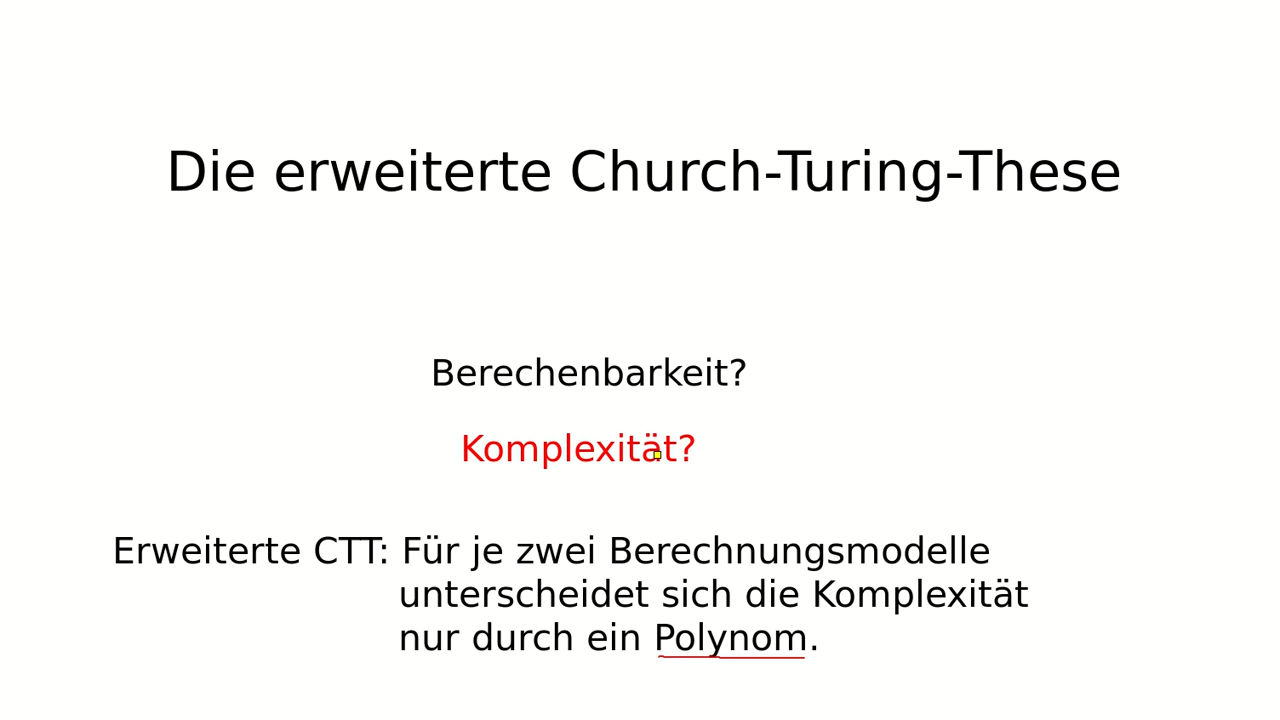 Die erweiterte Church-Turing-These
Berechenbarkeit?
Komplexität?
Erweiterte CTT: Für je zwei Berechnungsmodelle
unterscheidet sich die Komplexität
nur durch ein Polynom.